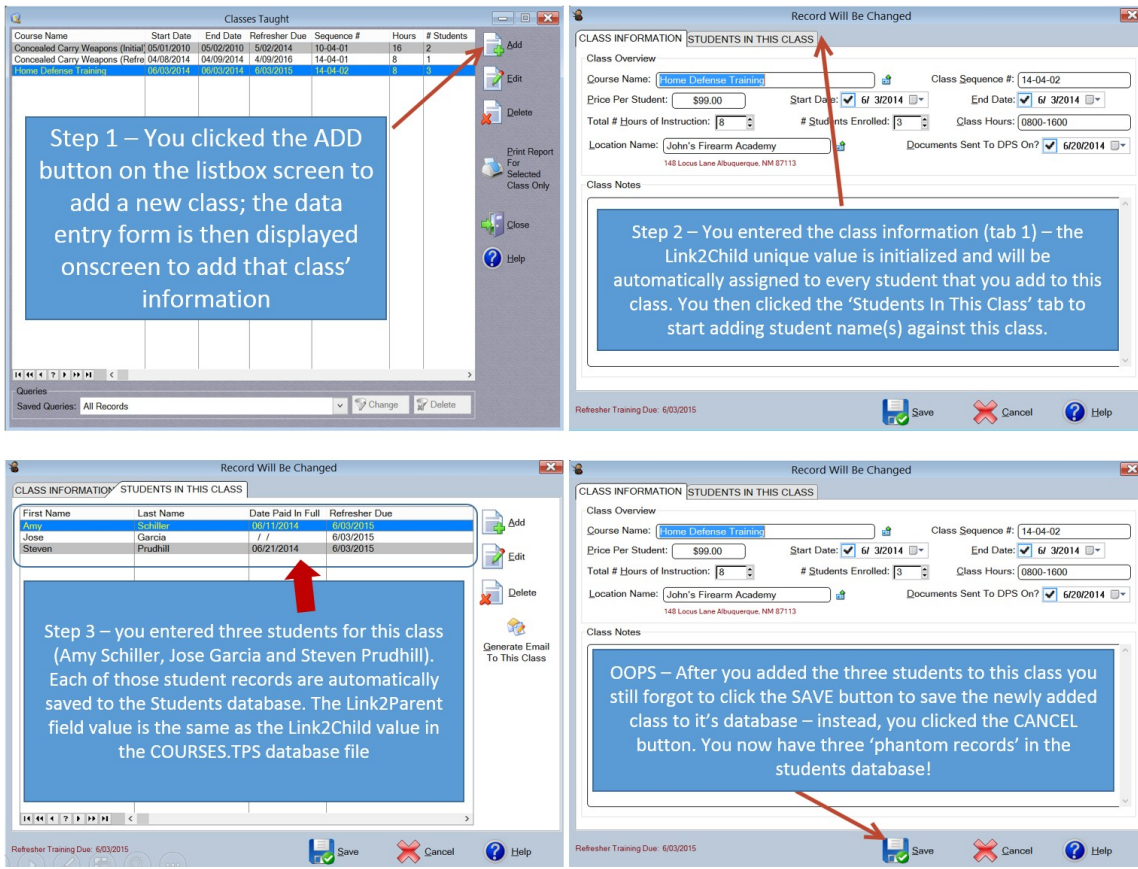 Classes Taught
Course Name Start Date End Date Refresher Due Sequence # Hours # Students
Concealed Carry Weapons (Initial) 05/01/2010 05/02/2010 5/02/2014 10-04-01 16 2
Concealed Carry Weapons (Refre 04/08/2014 04/09/2014 4/09/2016 14-04-01 8 1
Home Defense Training 06/03/2014 06/03/2014 6/03/2015 14-04-02 8 3
Add
Edit
Delete
Print Report
For
Selected
Class Only
Close
Help
Step 1 – You clicked the ADD
button on the listbox screen to
add a new class; the data
entry form is then displayed
onscreen to add that class’
information
Queries
Saved Queries: All Records Change Delete
Record Will Be Changed
CLASS INFORMATION STUDENTS IN THIS CLASS
Class Overview
Course Name: Home Defense Training Class Sequence #: 14-04-02
Price Per Student: $99.00 Start Date: 6/ 3/2014 End Date: 6/ 3/2014
Total # Hours of Instruction: 8 # Students Enrolled: 3 Class Hours: 0800-1600
Location Name: John's Firearm Academy Documents Sent To DPS On? 6/20/2014
148 Locus Lane Albuquerque, NM 87113
Class Notes
Step 2 – You entered the class information (tab 1) – the
Link2Child unique value is initialized and will be
automatically assigned to every student that you add to this
class. You then clicked the ‘Students In This Class’ tab to
start adding student name(s) against this class.
Refresher Training Due: 6/03/2015 Save Cancel Help
Record Will Be Changed
CLASS INFORMATION STUDENTS IN THIS CLASS
First Name Last Name Date Paid In Full Refresher Due
Amy Schiller 06/11/2014 6/03/2015
Jose Garcia / / 6/03/2015
Steven Prudhill 06/21/2014 6/03/2015
Add
Edit
Delete
Generate Email
To This Class
Step 3 – you entered three students for this class
(Amy Schiller, Jose Garcia and Steven Prudhill).
Each of those student records are automatically
saved to the Students database. The Link2Parent
field value is the same as the Link2Child value in
the COURSES.TPS database file
Refresher Training Due: 6/03/2015 Save Cancel Help
Record Will Be Changed
CLASS INFORMATION STUDENTS IN THIS CLASS
Class Overview
Course Name: Home Defense Training Class Sequence #: 14-04-02
Price Per Student: $99.00 Start Date: 6/ 3/2014 End Date: 6/ 3/2014
Total # Hours of Instruction: 8 # Students Enrolled: 3 Class Hours: 0800-1600
Location Name: John's Firearm Academy Documents Sent To DPS On? 6/20/2014
148 Locus Lane Albuquerque, NM 87113
Class Notes
OOPS – After you added the three students to this class you
still forgot to click the SAVE button to save the newly added
class to it’s database – instead, you clicked the CANCEL
button. You now have three ‘phantom records’ in the
students database!
Refresher Training Due: 6/03/2015 Save Cancel Help